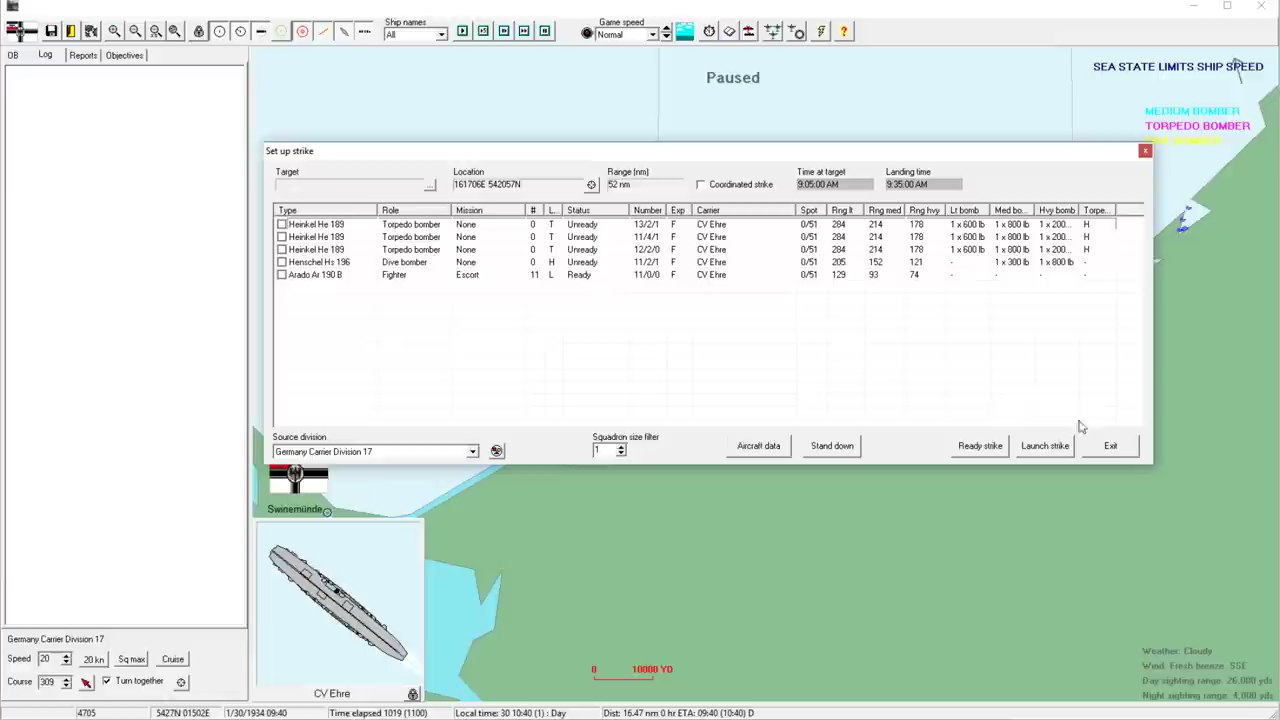 Ship names
Game speed
All
Normal
OB
Log
Reports
Objectives
Paused
SEA STATE LIMITS SHIP SPEED
MEDIUM BOMBER
TORPEDO BOMBER
Set up strike
Target
Location
Range (nm)
Time at target
Landing time
...
161706E 542057N
52 nm
Coordinated strike
9:05:00 AM
9:35:00 AM
Type Role Mission # L.. Status Number Exp Carrier Spot Rng lt Rng med Rng hvy Lt bomb Med bo... Hvy bomb Torpe...
Heinkel He 189 Torpedo bomber None 0 T Unready 13/2/1 F CV Ehre 0/51 284 214 178 1 x 600 lb 1 x 800 lb 1 x 200... H
Heinkel He 189 Torpedo bomber None 0 T Unready 11/4/1 F CV Ehre 0/51 284 214 178 1 x 600 lb 1 x 800 lb 1 x 200... H
Heinkel He 189 Torpedo bomber None 0 T Unready 12/2/0 F CV Ehre 0/51 284 214 178 1 x 600 lb 1 x 800 lb 1 x 200... H
Henschel Hs 196 Dive bomber None 0 H Unready 11/2/1 F CV Ehre 0/51 205 152 121 - 1 x 300 lb 1 x 800 lb -
Arado Ar 190 B Fighter Escort 11 L Ready 11/0/0 F CV Ehre 0/51 129 93 74 - - - -
Source division
Squadron size filter
Germany Carrier Division 17
1
Aircraft data
Stand down
Ready strike
Launch strike
Exit
Swinemünde
Germany Carrier Division 17
Speed 20 20 kn Sq max Cruise
Course 309 Turn together
CV Ehre
0 10000 YD
Weather: Cloudy
Wind: Fresh breeze SSE
Day sighting range: 26,000 yds
Night sighting range: 4,000 yds
4705 5427N 01502E 1/30/1934 09:40 Time elapsed 1019 (1100) Local time: 30 10:40 (1) : Day Dist: 16.47 nm 0 hr ETA: 09:40 (10:40) D